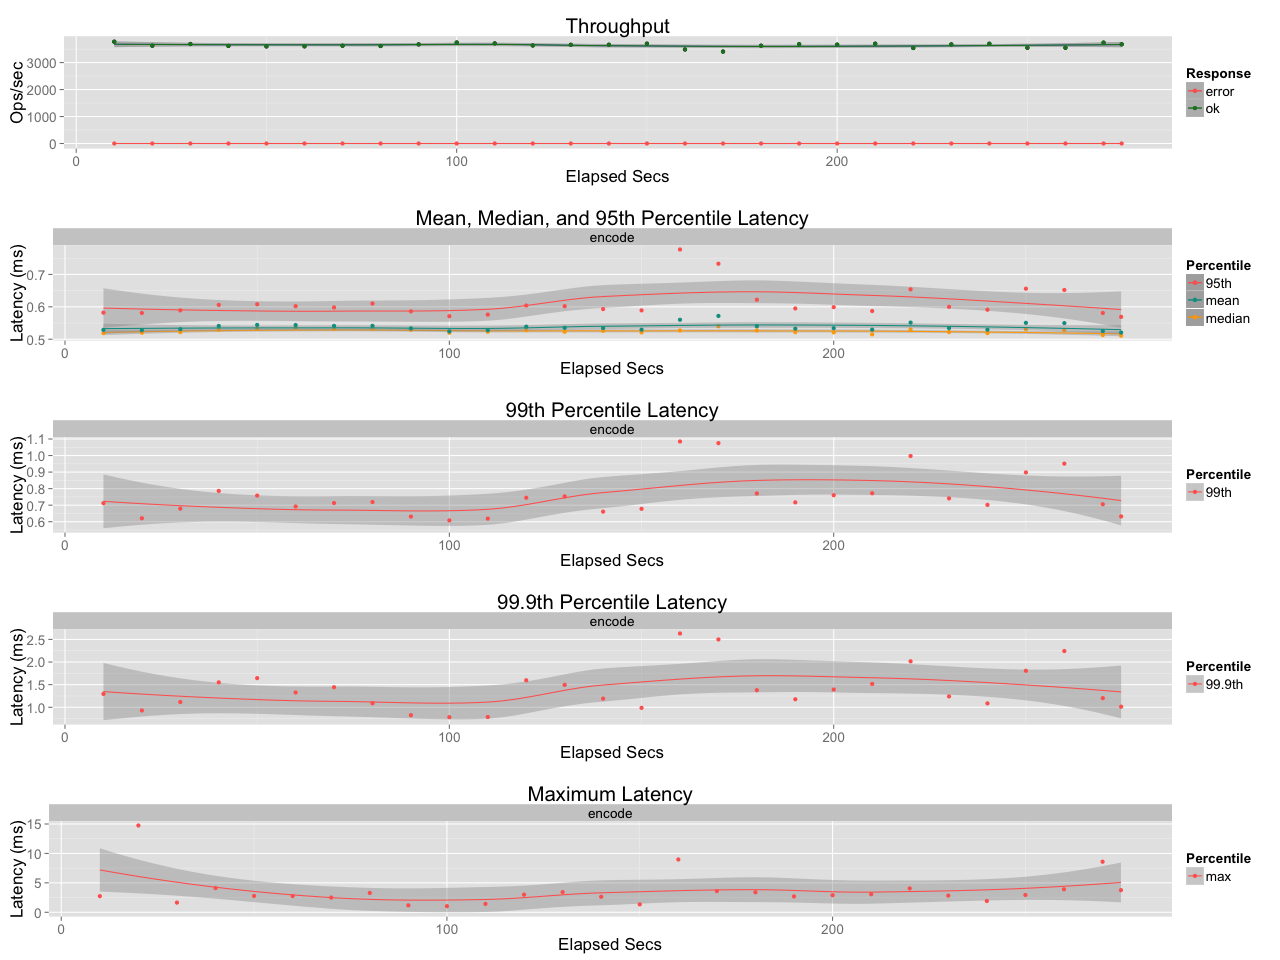 Throughput
Ops/sec
3000
2000
1000
0
0 100 200
Elapsed Secs
Response
error
ok
Mean, Median, and 95th Percentile Latency
encode
Latency (ms)
0.7
0.6
0.5
0 100 200
Elapsed Secs
Percentile
95th
mean
median
99th Percentile Latency
encode
Latency (ms)
1.1
1.0
0.9
0.8
0.7
0.6
0 100 200
Elapsed Secs
Percentile
99th
99.9th Percentile Latency
encode
Latency (ms)
2.5
2.0
1.5
1.0
0 100 200
Elapsed Secs
Percentile
99.9th
Maximum Latency
encode
Latency (ms)
15
10
5
0
0 100 200
Elapsed Secs
Percentile
max